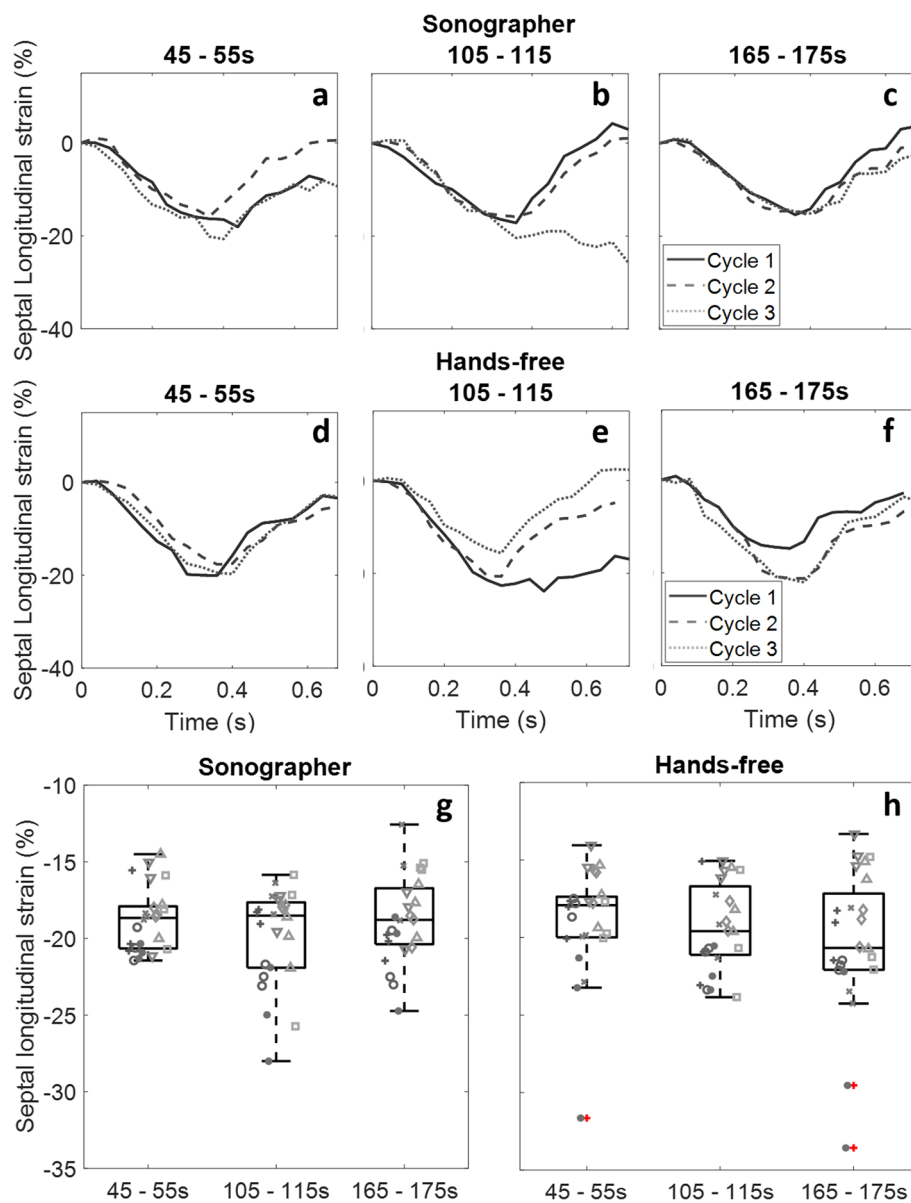 Sonographer
45 - 55s 105 - 115 165 - 175s
Septal Longitudinal strain (%)
a b c
0
-20
-40
Cycle 1
Cycle 2
Cycle 3
Hands-free
45 - 55s 105 - 115 165 - 175s
Septal Longitudinal strain (%)
d e f
0
-20
-40
Cycle 1
Cycle 2
Cycle 3
0 0.2 0.4 0.6 0 0.2 0.4 0.6 0 0.2 0.4 0.6
Time (s) Time (s) Time (s)
Sonographer Hands-free
Septal longitudinal strain (%)
g h
-10
-15
-20
-25
-30
-35
45 - 55s 105 - 115s 165 - 175s 45 - 55s 105 - 115s 165 - 175s